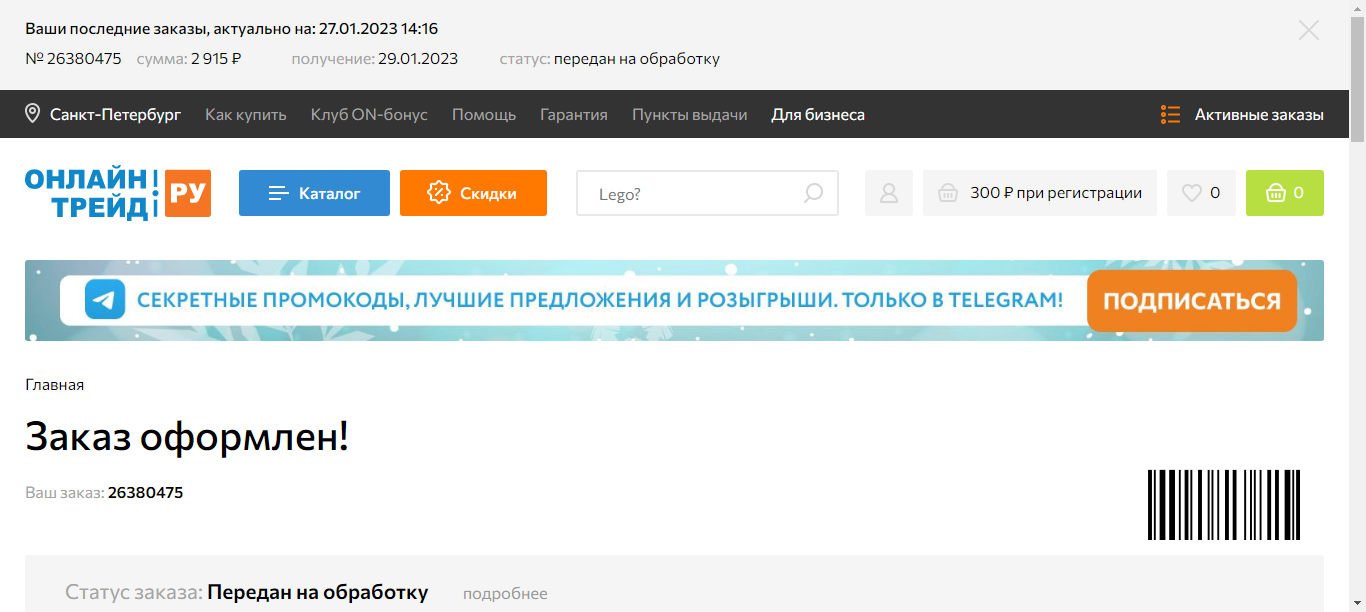 Ваши последние заказы, актуально на: 27.01.2023 14:16
№ 26380475 сумма: 2 915 ₽ получение: 29.01.2023 статус: передан на обработку
Санкт-Петербург Как купить Клуб ON-бонус Помощь Гарантия Пункты выдачи Для бизнеса Активные заказы
ОНЛАЙН ТРЕЙД РУ Каталог Скидки Lego? 300 ₽ при регистрации 0 0
СЕКРЕТНЫЕ ПРОМОКОДЫ, ЛУЧШИЕ ПРЕДЛОЖЕНИЯ И РОЗЫГРЫШИ. ТОЛЬКО В TELEGRAM! ПОДПИСАТЬСЯ
Главная
Заказ оформлен!
Ваш заказ: 26380475
Статус заказа: Передан на обработку подробнее